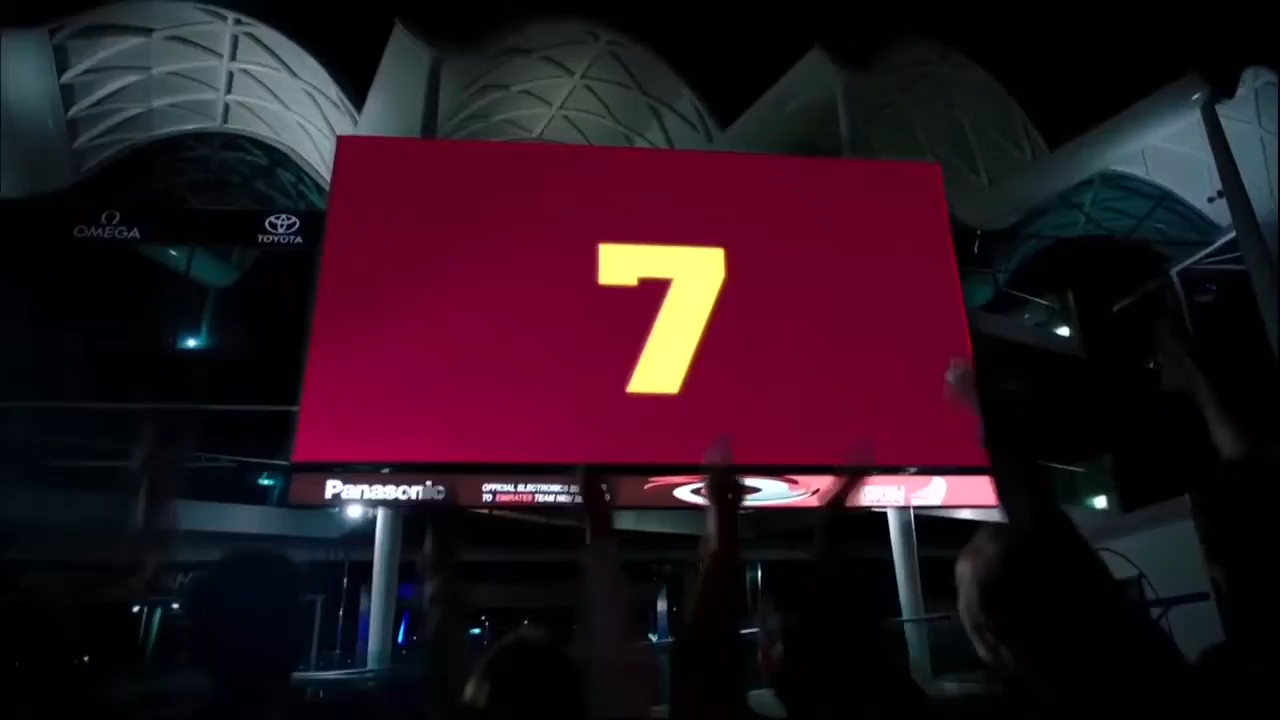 7
OMEGA
TOYOTA
Panasonic
OFFICIAL ELECTRONICS
TO EMIRATES TEAM NEW